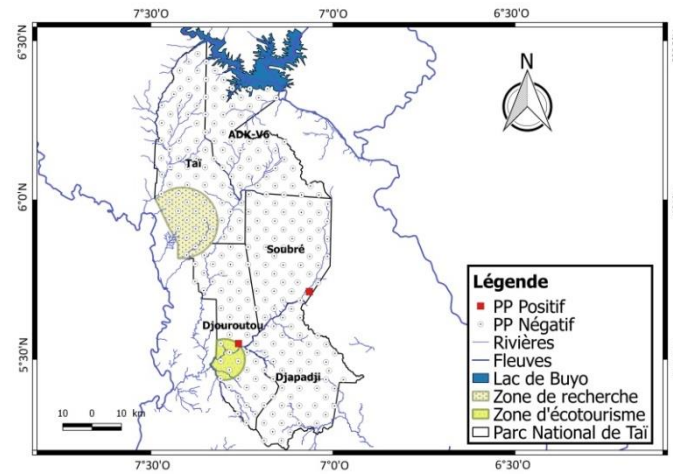 7°30'O 7°0'O 6°30'O
6°30'N
N
ADK-V6
Taï
6°0'N
Soubré
Légende
PP Positif
PP Négatif
Djouroutou
Rivières
5°30'N
Fleuves
Djapadji
Lac de Buyo
Zone de recherche
10 0 10 km
Zone d'écotourisme
Parc National de Taï
7°30'O 7°0'O 6°30'O